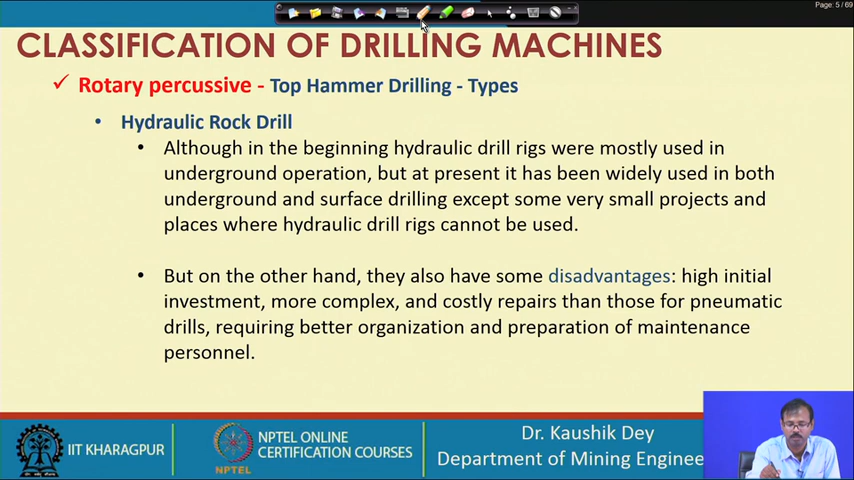 Page: 5 / 69
CLASSIFICATION OF DRILLING MACHINES
✓ Rotary percussive - Top Hammer Drilling - Types
• Hydraulic Rock Drill
• Although in the beginning hydraulic drill rigs were mostly used in
underground operation, but at present it has been widely used in both
underground and surface drilling except some very small projects and
places where hydraulic drill rigs cannot be used.
• But on the other hand, they also have some disadvantages: high initial
investment, more complex, and costly repairs than those for pneumatic
drills, requiring better organization and preparation of maintenance
personnel.
IIT KHARAGPUR
NPTEL
NPTEL ONLINE
CERTIFICATION COURSES
Dr. Kaushik Dey
Department of Mining Enginee